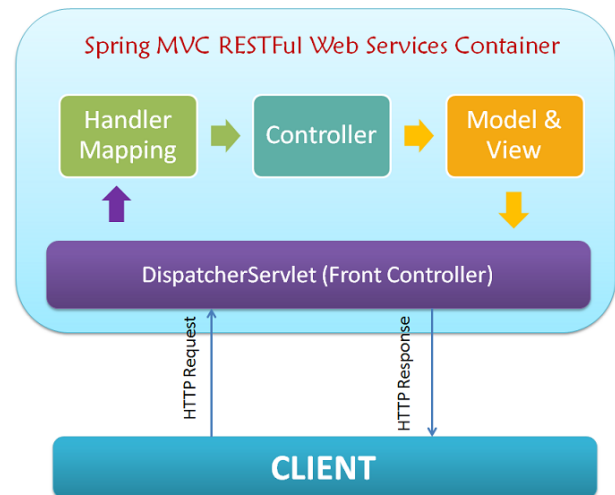 Spring MVC RESTFul Web Services Container
Handler
Mapping
Controller
Model &
View
DispatcherServlet (Front Controller)
HTTP Request
HTTP Response
CLIENT